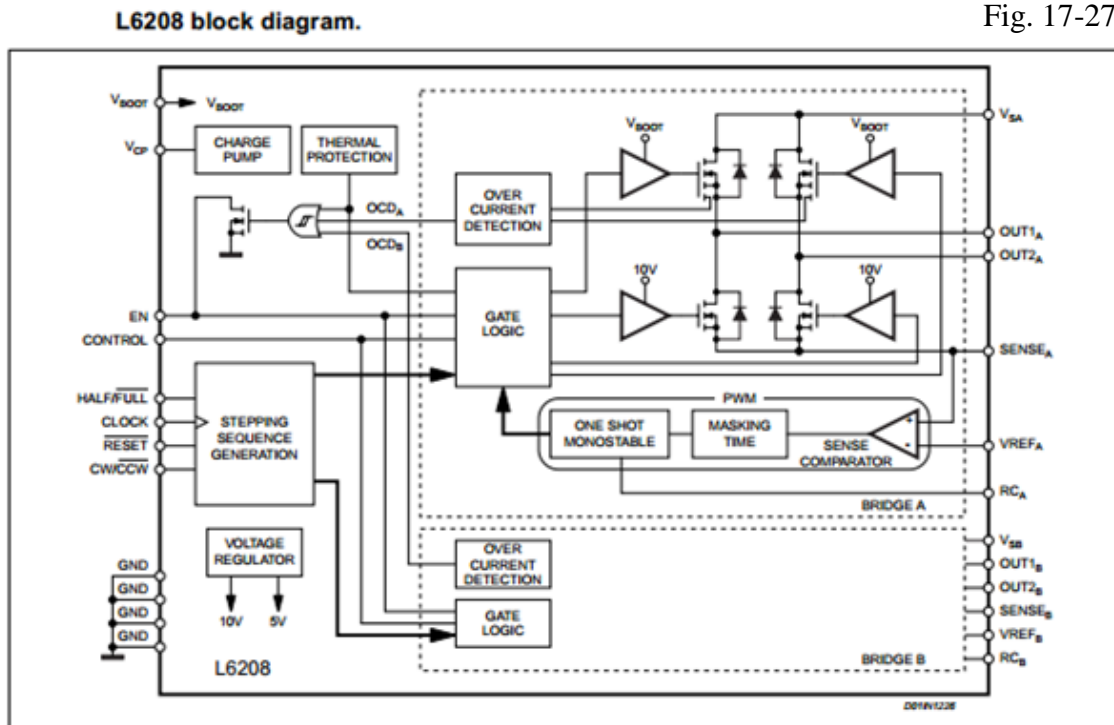 L6208 block diagram.
Fig. 17-27
VBOOT
VBOOT
VCP
CHARGE
PUMP
THERMAL
PROTECTION
OCDA
OCDB
OVER
CURRENT
DETECTION
VBOOT
VBOOT
VSA
OUT1A
OUT2A
EN
CONTROL
GATE
LOGIC
10V
10V
SENSEA
HALF/FULL
CLOCK
RESET
CW/CCW
STEPPING
SEQUENCE
GENERATION
PWM
ONE SHOT
MONOSTABLE
MASKING
TIME
+
-
SENSE
COMPARATOR
VREFA
RCA
BRIDGE A
VOLTAGE
REGULATOR
10V
5V
GND
GND
GND
GND
OVER
CURRENT
DETECTION
GATE
LOGIC
VSB
OUT1B
OUT2B
SENSEB
VREFB
RCB
BRIDGE B
L6208
D01IN1225